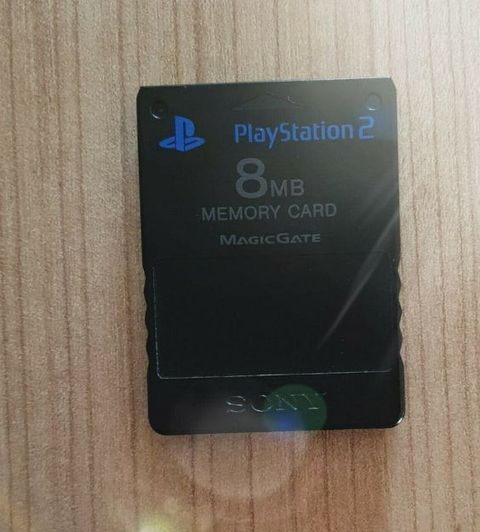 PlayStation 2
8MB
MEMORY CARD
MAGICGATE
SONY